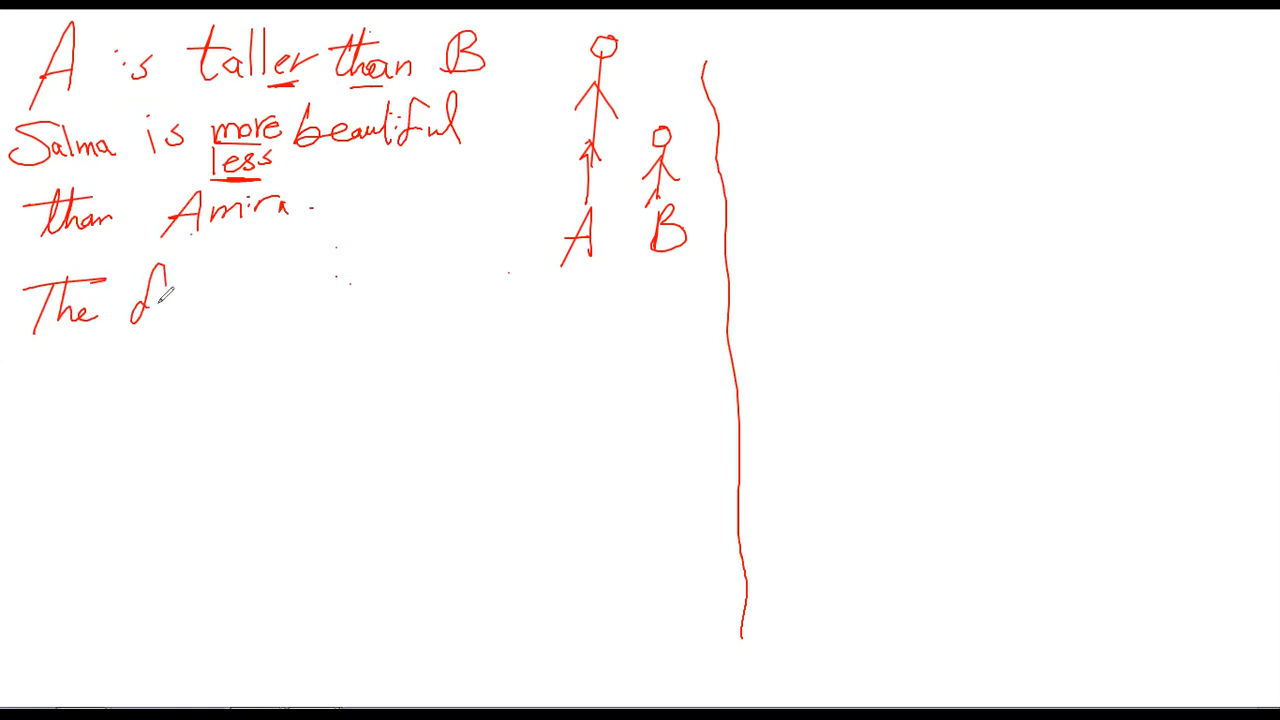 A is taller than B
Salma is more beautiful
less
than Amira.
The
A B